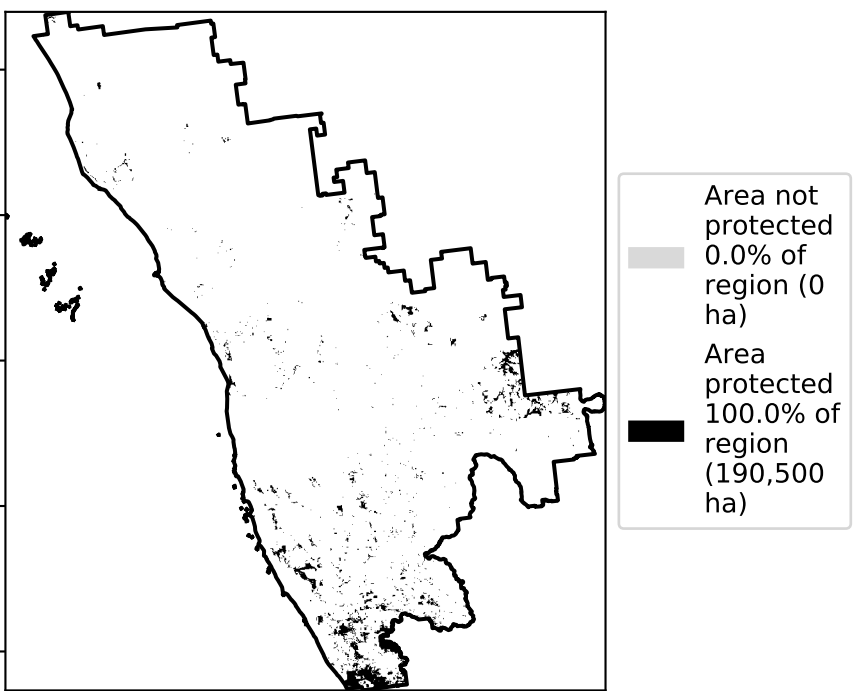 Area not
protected
0.0% of
region (0
ha)
Area
protected
100.0% of
region
(190,500
ha)